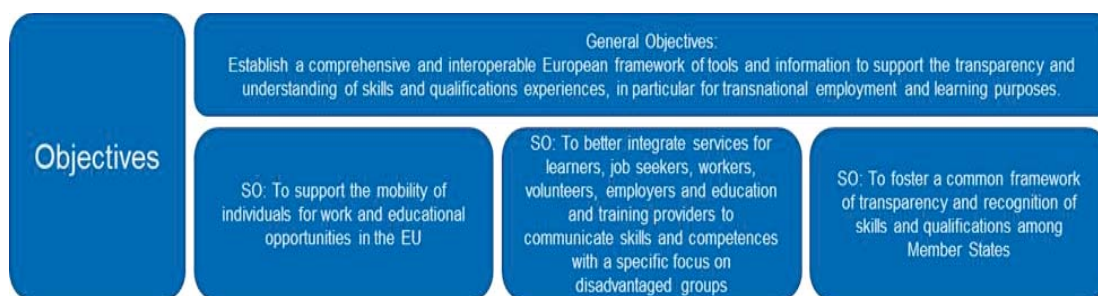 Objectives
General Objectives:
Establish a comprehensive and interoperable European framework of tools and information to support the transparency and
understanding of skills and qualifications experiences, in particular for transnational employment and learning purposes.
SO: To support the mobility of
individuals for work and educational
opportunities in the EU
SO: To better integrate services for
learners, job seekers, workers,
volunteers, employers and education
and training providers to
communicate skills and competences
with a specific focus on
disadvantaged groups
SO: To foster a common framework
of transparency and recognition of
skills and qualifications among
Member States